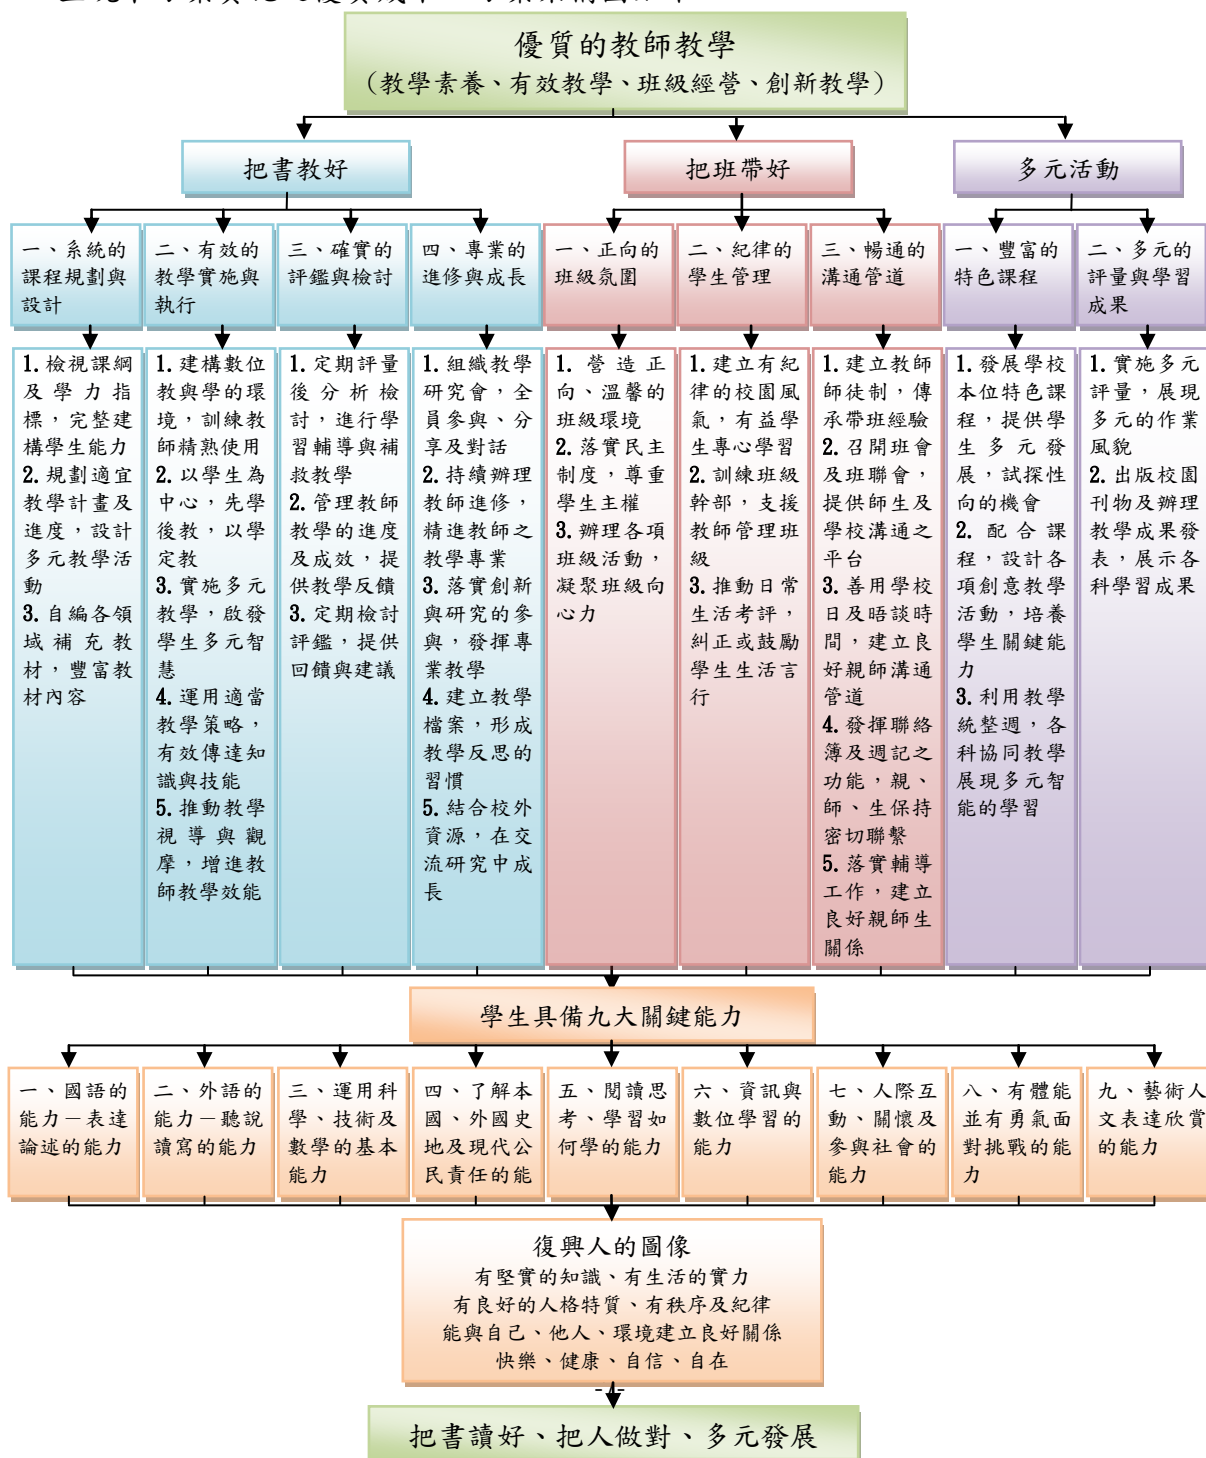 優質的教師教學
（教學素養、有效教學、班級經營、創新教學）
把書教好
把班帶好
多元活動
一、系統的
課程規劃與
設計
二、有效的
教學實施與
執行
三、確實的
評鑑與檢討
四、專業的
進修與成長
一、正向的
班級氛圍
二、紀律的
學生管理
三、暢通的
溝通管道
一、豐富的
特色課程
二、多元的
評量與學習
成果
1.檢視課綱
及學力指
標，完整建
構學生能力
2.規劃適宜
教學計畫及
進度，設計
多元教學活
動
3.自編各領
域補充教
材，豐富教
材內容
1.建構數位
教與學的環
境，訓練教
師精熟使用
2.以學生為
中心，先學
後教，以學
定教
3.實施多元
教學，啟發
學生多元智
慧
4.運用適當
教學策略，
有效傳達知
識與技能
5.推動教學
視導與觀
摩，增進教
師教學效能
1.定期評量
後分析檢
討，進行學
習輔導與補
救教學
2.管理教師
教學的進度
及成效，提
供教學反饋
3.定期檢討
評鑑，提供
回饋與建議
1.組織教學
研究會，全
員參與、分
享及對話
2.持續辦理
教師進修，
精進教師之
教學專業
3.落實創新
與研究的參
與，發揮專
業教學
4.建立教學
檔案，形成
教學反思的
習慣
5.結合校外
資源，在交
流研究中成
長
1.營造正
向、溫馨的
班級環境
2.落實民主
制度，尊重
學生主權
3.辦理各項
班級活動，
凝聚班級向
心力
1.建立有紀
律的校園風
氣，有益學
生專心學習
2.訓練班級
幹部，支援
教師管理班
級
3.推動日常
生活考評，
糾正或鼓勵
學生生活言
行
1.建立教師
師徒制，傳
承帶班經驗
2.召開班會
及班聯會，
提供師生及
學校溝通之
平台
3.善用學校
日及晤談時
間，建立良
好親師溝通
管道
4.發揮聯絡
簿及週記之
功能，親、
師、生保持
密切聯繫
5.落實輔導
工作，建立
良好親師生
關係
1.發展學校
本位特色課
程，提供學
生多元發
展，試探性
向的機會
2.配合課
程，設計各
項創意教學
活動，培養
學生關鍵能
力
3.利用教學
統整週，各
科協同教學
展現多元智
能的學習
1.實施多元
評量，展現
多元的作業
風貌
2.出版校園
刊物及辦理
教學成果發
表，展示各
科學習成果
學生具備九大關鍵能力
一、國語的
能力－表達
論述的能力
二、外語的
能力－聽說
讀寫的能力
三、運用科
學、技術及
數學的基本
能力
四、了解本
國、外國史
地及現代公
民責任的能
五、閱讀思
考、學習如
何學的能力
六、資訊與
數位學習的
能力
七、人際互
動、關懷及
參與社會的
能力
八、有體能
並有勇氣面
對挑戰的能
力
九、藝術人
文表達欣賞
的能力
復興人的圖像
有堅實的知識、有生活的實力
有良好的人格特質、有秩序及紀律
能與自己、他人、環境建立良好關係
快樂、健康、自信、自在
把書讀好、把人做對、多元發展